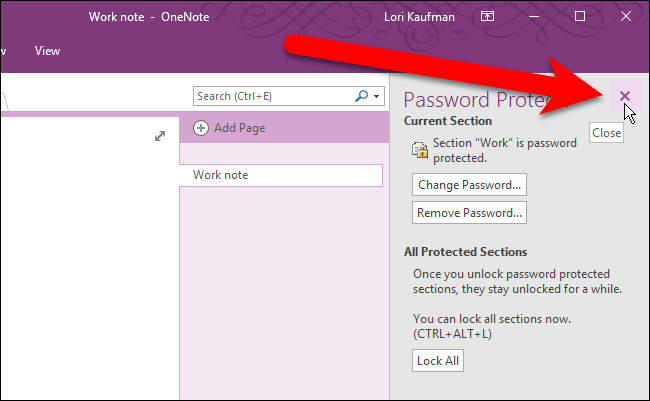 Work note - OneNote
Lori Kaufman
View
Search (Ctrl+E)
Add Page
Work note
Password Protec
Close
Current Section
Section "Work" is password
protected.
Change Password...
Remove Password...
All Protected Sections
Once you unlock password protected
sections, they stay unlocked for a while.
You can lock all sections now.
(CTRL+ALT+L)
Lock All